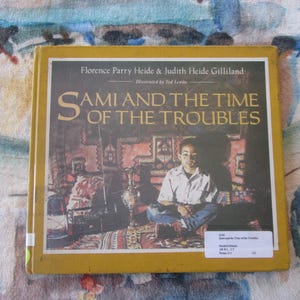 Florence Parry Heide & Judith Heide Gilliland
Illustrated by Ted Lewin
SAMI AND THE TIME
OF THE TROUBLES